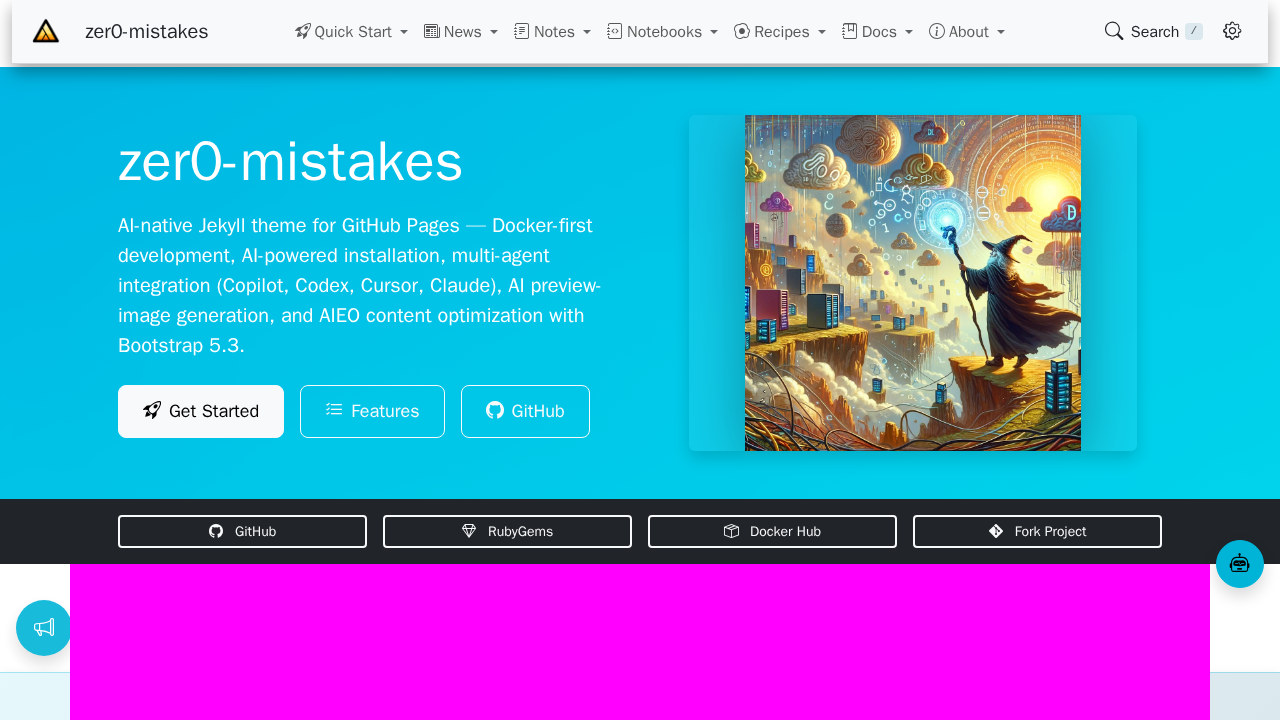 zer0-mistakes
Quick Start
News
Notes
Notebooks
Recipes
Docs
About
Search /
zer0-mistakes
AI-native Jekyll theme for GitHub Pages — Docker-first
development, AI-powered installation, multi-agent
integration (Copilot, Codex, Cursor, Claude), AI preview-
image generation, and AIEO content optimization with
Bootstrap 5.3.
Get Started
Features
GitHub
GitHub
RubyGems
Docker Hub
Fork Project